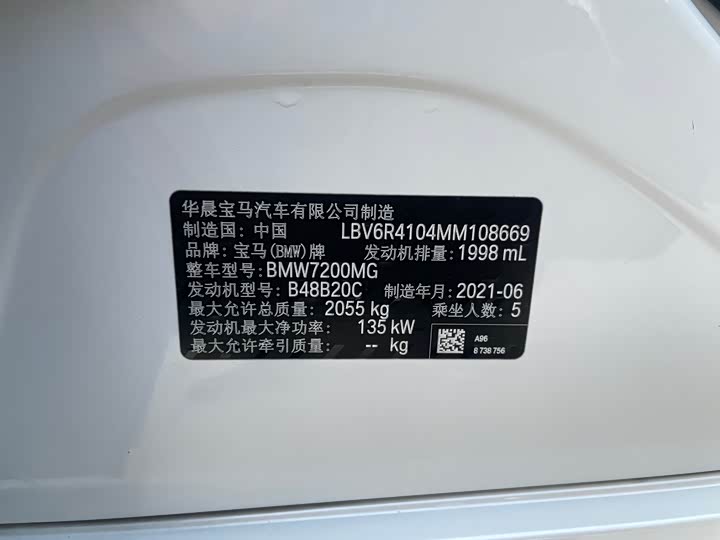 华晨宝马汽车有限公司制造
制造国: 中国 LBV6R4104MM108669
品牌: 宝马(BMW)牌 发动机排量: 1998 mL
整车型号: BMW7200MG
发动机型号: B48B20C 制造年月: 2021-06
最大允许总质量: 2055 kg 乘坐人数: 5
发动机最大净功率: 135 kW
最大允许牵引质量: -- kg
A96
8 738 756